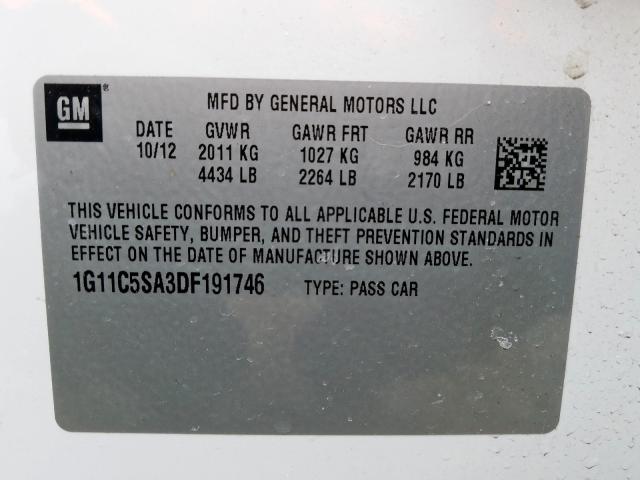 GM ® MFD BY GENERAL MOTORS LLC
DATE GVWR GAWR FRT GAWR RR
10/12 2011 KG 1027 KG 984 KG
4434 LB 2264 LB 2170 LB
THIS VEHICLE CONFORMS TO ALL APPLICABLE U.S. FEDERAL MOTOR
VEHICLE SAFETY, BUMPER, AND THEFT PREVENTION STANDARDS IN
EFFECT ON THE DATE OF MANUFACTURE SHOWN ABOVE.
1G11C5SA3DF191746 TYPE: PASS CAR